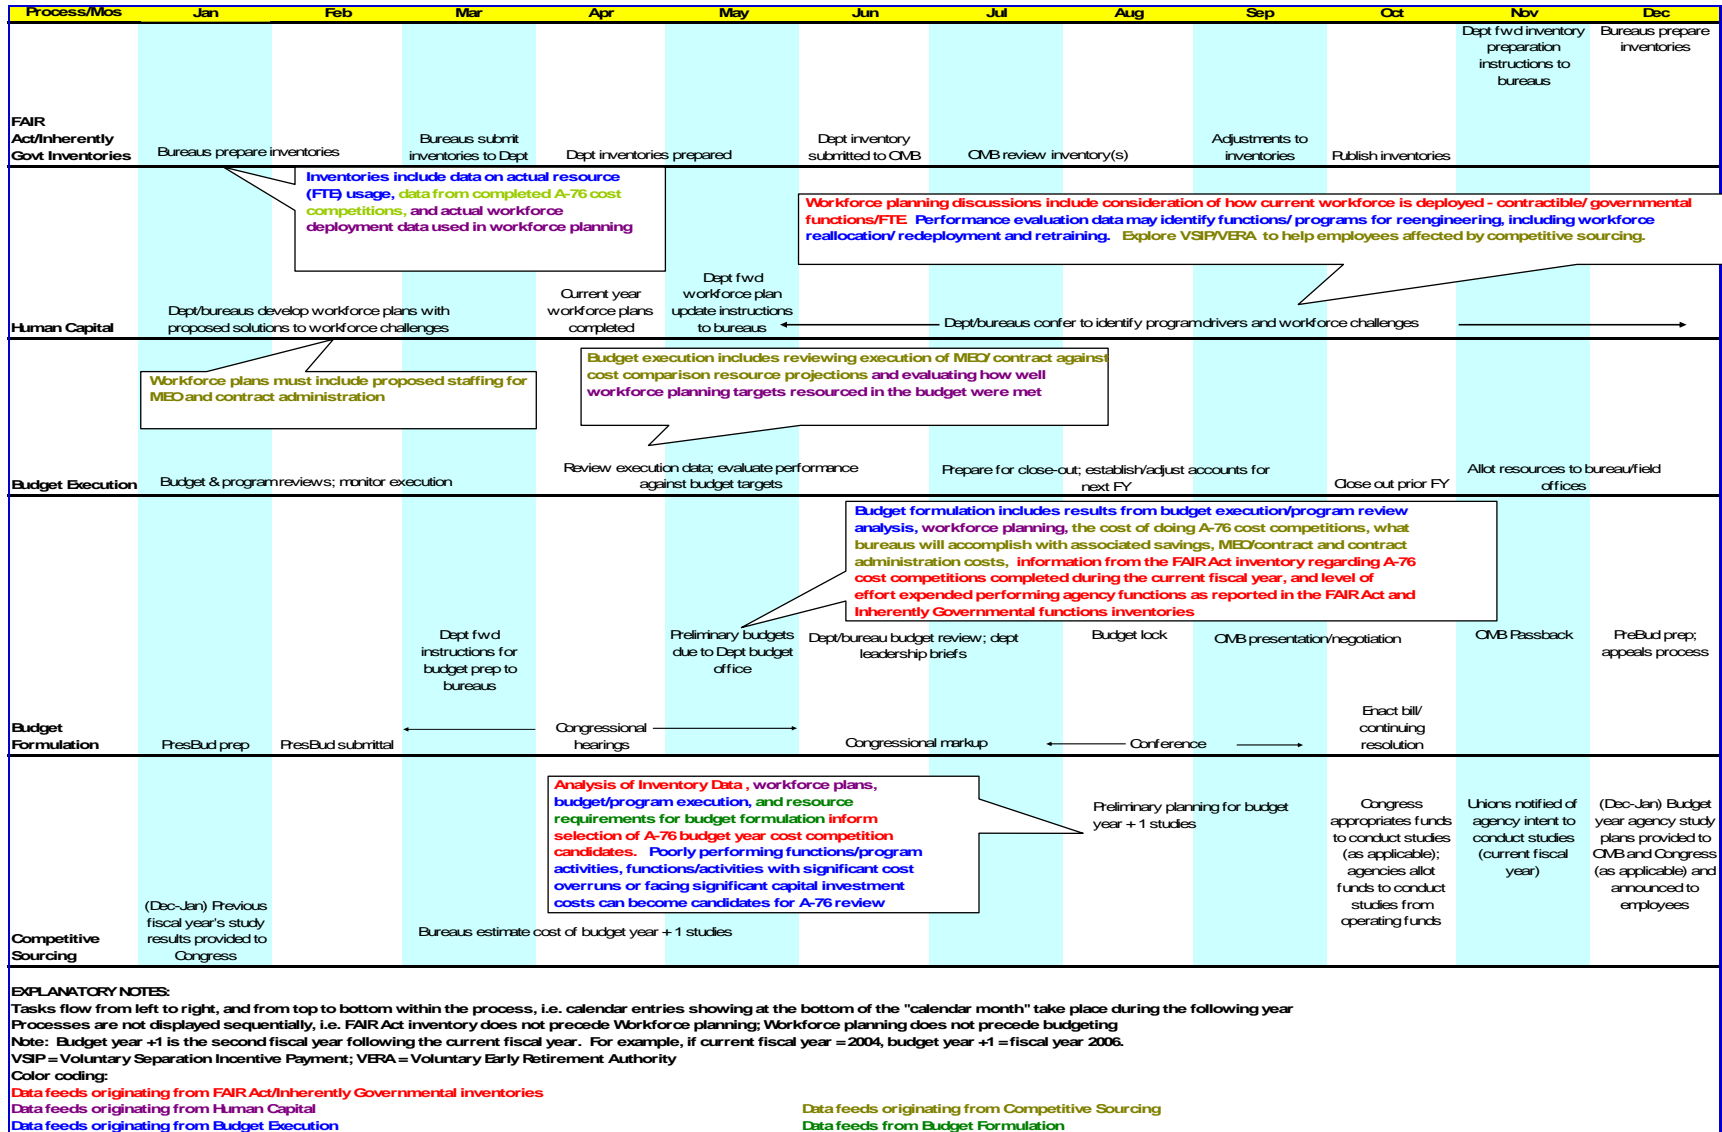 Process/Mos Jan Feb Mar Apr May Jun Jul Aug Sep Oct Nov Dec
Dept fwd inventory
preparation
instructions to
bureaus
Bureaus prepare
inventories
FAIR
Act/Inherently
Govt Inventories
Bureaus prepare inventories
Bureaus submit
inventories to Dept
Dept inventories prepared
Dept inventory
submitted to OMB
OMB review inventory(s)
Adjustments to
inventories
Publish inventories
Inventories include data on actual resource
(FTE) usage, data from completed A-76 cost
competitions, and actual workforce
deployment data used in workforce planning
Workforce planning discussions include consideration of how current workforce is deployed - contractible/ governmental
functions/FTE. Performance evaluation data may identify functions/ programs for reengineering, including workforce
reallocation/ redeployment and retraining. Explore VSIP/VERA to help employees affected by competitive sourcing.
Human Capital
Dept/bureaus develop workforce plans with
proposed solutions to workforce challenges
Current year
workforce plans
completed
Dept fwd
workforce plan
update instructions
to bureaus
Dept/bureaus confer to identify program drivers and workforce challenges
Workforce plans must include proposed staffing for
MEO and contract administration
Budget execution includes reviewing execution of MEO/ contract against
cost comparison resource projections and evaluating how well
workforce planning targets resourced in the budget were met
Budget Execution
Budget & program reviews; monitor execution
Review execution data; evaluate performance
against budget targets
Prepare for close-out; establish/adjust accounts for
next FY
Close out prior FY
Allot resources to bureau/field
offices
Budget formulation includes results from budget execution/program review
analysis, workforce planning, the cost of doing A-76 cost competitions, what
bureaus will accomplish with associated savings, MEO/contract and contract
administration costs, information from the FAIR Act inventory regarding A-76
cost competitions completed during the current fiscal year, and level of
effort expended performing agency functions as reported in the FAIR Act and
Inherently Governmental functions inventories
Dept fwd
instructions for
budget prep to
bureaus
Preliminary budgets
due to Dept budget
office
Dept/bureau budget review; dept
leadership briefs
Budget lock
OMB presentation/negotiation
OMB Passback
PreBud prep;
appeals process
Budget
Formulation
PresBud prep
PresBud submittal
Congressional
hearings
Congressional markup
Conference
Enact bill/
continuing
resolution
Analysis of Inventory Data , workforce plans,
budget/program execution, and resource
requirements for budget formulation inform
selection of A-76 budget year cost competition
candidates. Poorly performing functions/program
activities, functions/activities with significant cost
overruns or facing significant capital investment
costs can become candidates for A-76 review
Preliminary planning for budget
year + 1 studies
Congress
appropriates funds
to conduct studies
(as applicable);
agencies allot
funds to conduct
studies from
operating funds
Unions notified of
agency intent to
conduct studies
(current fiscal
year)
(Dec-Jan) Budget
year agency study
plans provided to
OMB and Congress
(as applicable) and
announced to
employees
Competitive
Sourcing
(Dec-Jan) Previous
fiscal year's study
results provided to
Congress
Bureaus estimate cost of budget year + 1 studies
EXPLANATORY NOTES:
Tasks flow from left to right, and from top to bottom within the process, i.e. calendar entries showing at the bottom of the "calendar month" take place during the following year
Processes are not displayed sequentially, i.e. FAIR Act inventory does not precede Workforce planning; Workforce planning does not precede budgeting
Note: Budget year +1 is the second fiscal year following the current fiscal year. For example, if current fiscal year = 2004, budget year +1 = fiscal year 2006.
VSIP = Voluntary Separation Incentive Payment; VERA = Voluntary Early Retirement Authority
Color coding:
Data feeds originating from FAIR Act/Inherently Governmental inventories
Data feeds originating from Human Capital
Data feeds originating from Competitive Sourcing
Data feeds originating from Budget Execution
Data feeds from Budget Formulation